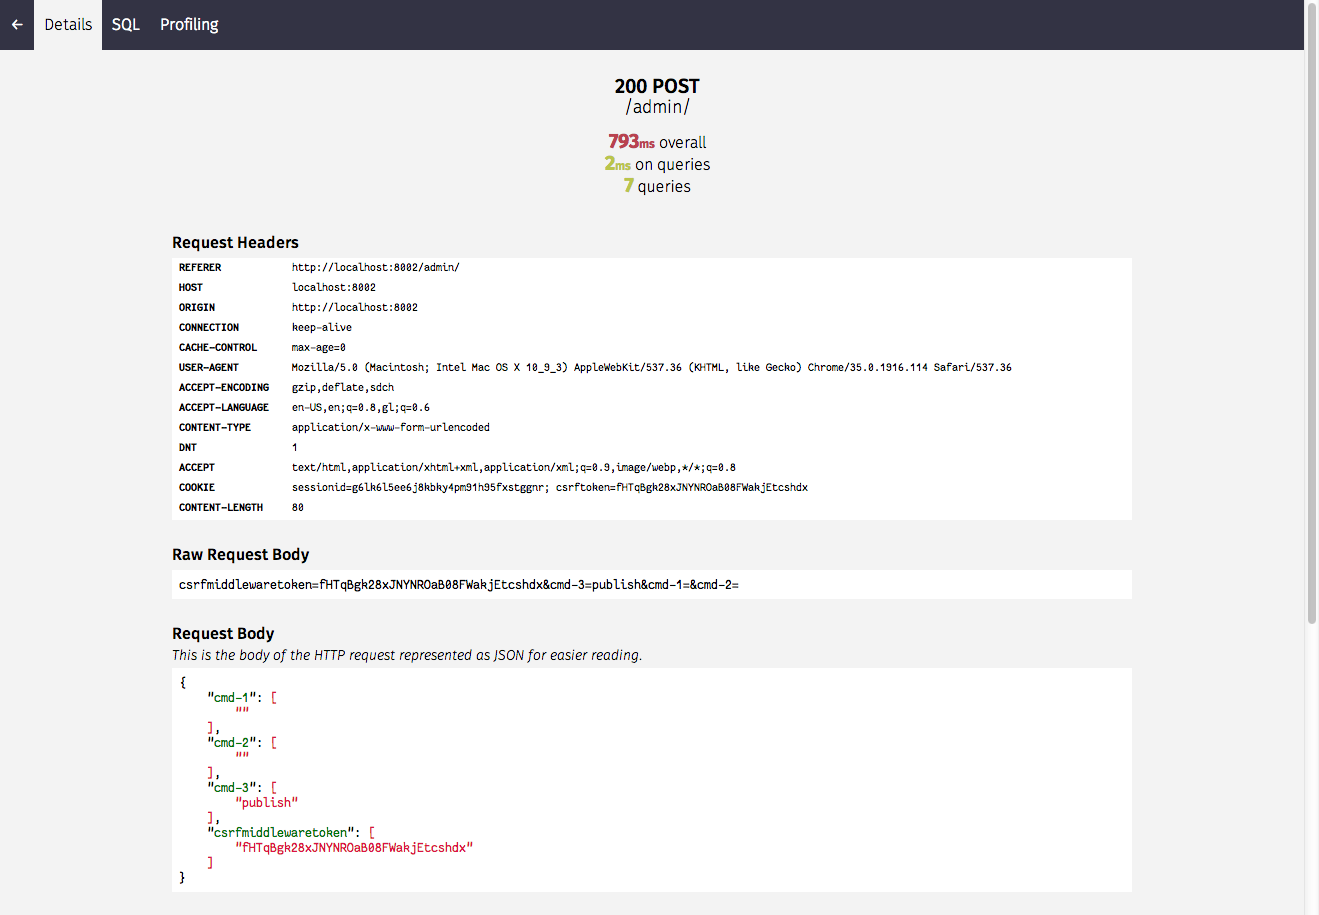 ← Details SQL Profiling
200 POST
/admin/
793ms overall
2ms on queries
7 queries
Request Headers
REFERER http://localhost:8002/admin/
HOST localhost:8002
ORIGIN http://localhost:8002
CONNECTION keep-alive
CACHE-CONTROL max-age=0
USER-AGENT Mozilla/5.0 (Macintosh; Intel Mac OS X 10_9_3) AppleWebKit/537.36 (KHTML, like Gecko) Chrome/35.0.1916.114 Safari/537.36
ACCEPT-ENCODING gzip,deflate,sdch
ACCEPT-LANGUAGE en-US,en;q=0.8,gl;q=0.6
CONTENT-TYPE application/x-www-form-urlencoded
DNT 1
ACCEPT text/html,application/xhtml+xml,application/xml;q=0.9,image/webp,*/*;q=0.8
COOKIE sessionid=g6lk6l5ee6j8kbky4pm91h95fxstggnr; csrftoken=fHTqBgk28xJNYNROaB08FWakjEtcshdx
CONTENT-LENGTH 80
Raw Request Body
csrfmiddlewaretoken=fHTqBgk28xJNYNROaB08FWakjEtcshdx&cmd-3=publish&cmd-1=&cmd-2=
Request Body
This is the body of the HTTP request represented as JSON for easier reading.
{
"cmd-1": [
""
],
"cmd-2": [
""
],
"cmd-3": [
"publish"
],
"csrfmiddlewaretoken": [
"fHTqBgk28xJNYNROaB08FWakjEtcshdx"
]
}